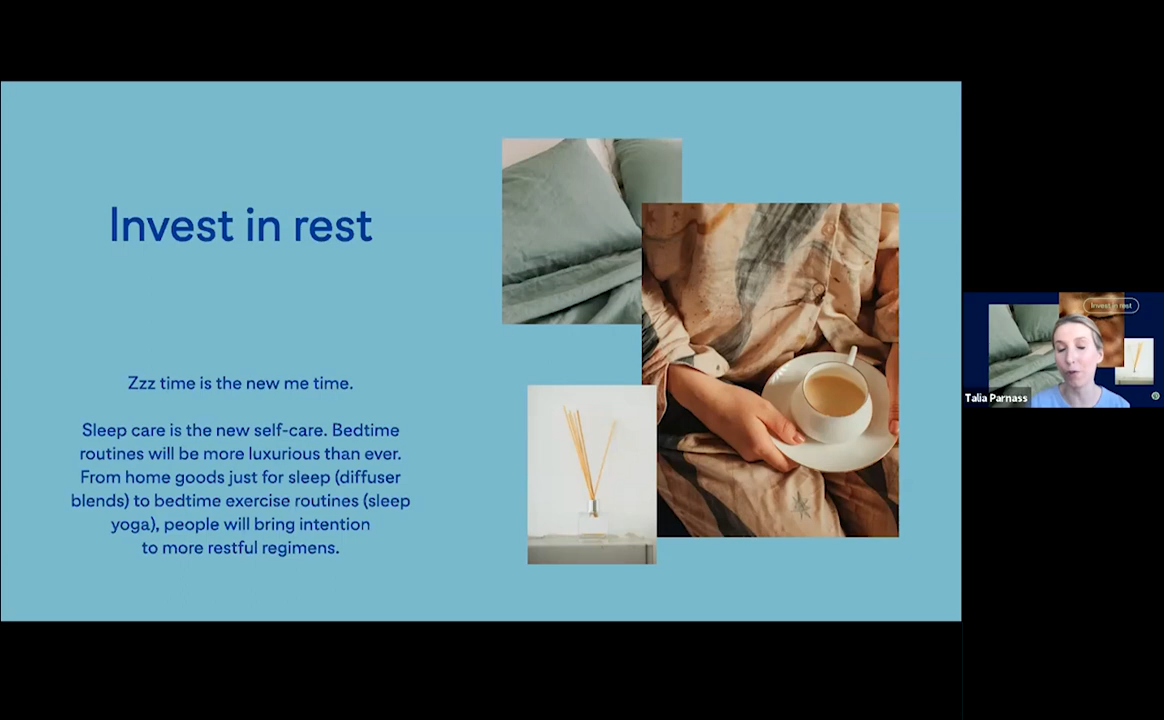 Invest in rest
Zzz time is the new me time.
Sleep care is the new self-care. Bedtime
routines will be more luxurious than ever.
From home goods just for sleep (diffuser
blends) to bedtime exercise routines (sleep
yoga), people will bring intention
to more restful regimens.
Invest in rest
Talia Parnass